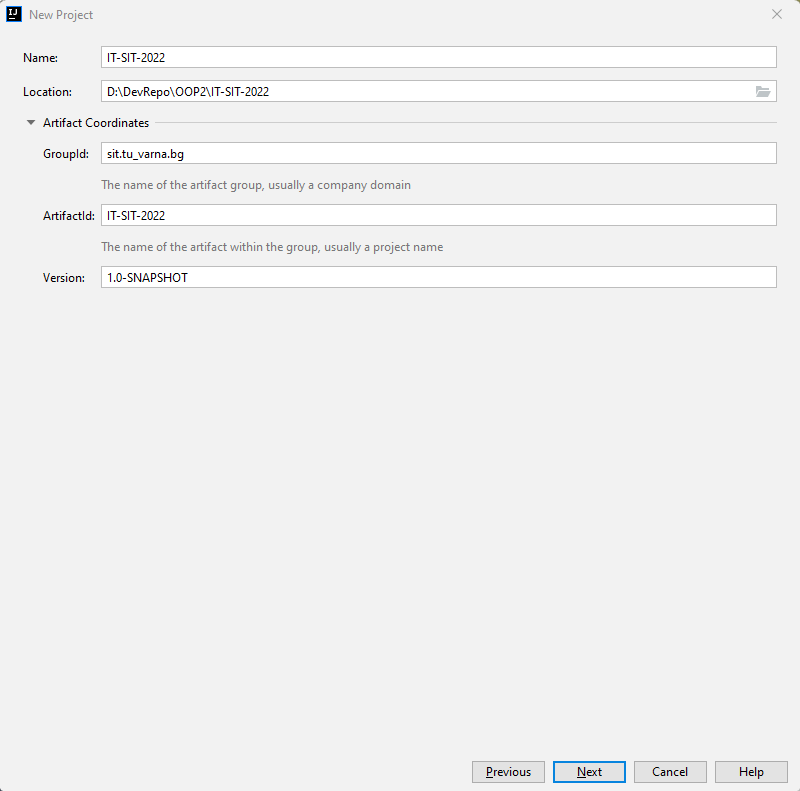 IJ New Project
Name: IT-SIT-2022
Location: D:\DevRepo\OOP2\IT-SIT-2022
Artifact Coordinates
GroupId: sit.tu_varna.bg
The name of the artifact group, usually a company domain
ArtifactId: IT-SIT-2022
The name of the artifact within the group, usually a project name
Version: 1.0-SNAPSHOT
Previous Next Cancel Help